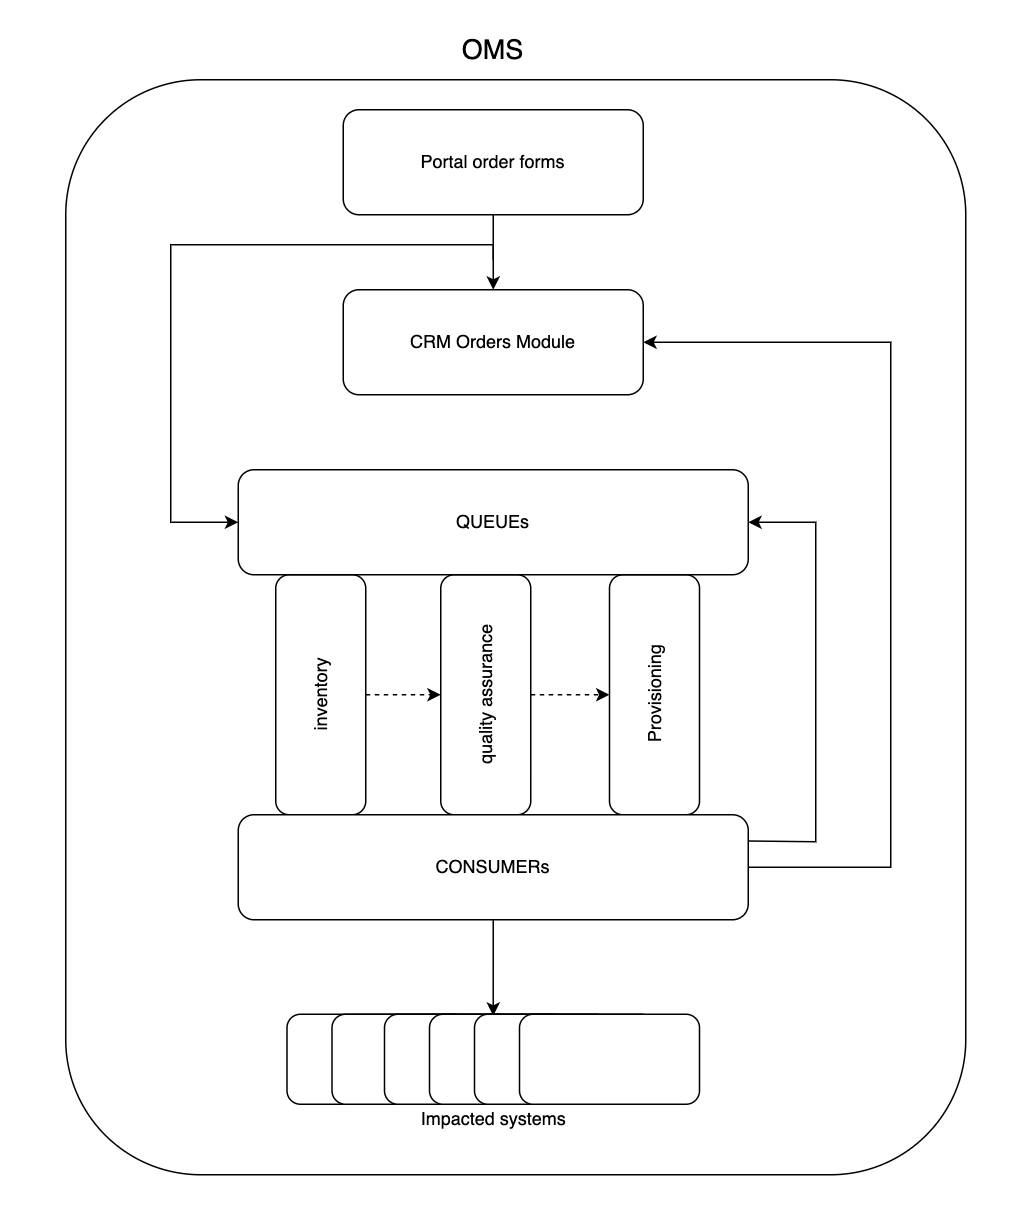 OMS
Portal order forms
CRM Orders Module
QUEUEs
inventory
quality assurance
Provisioning
CONSUMERs
Impacted systems